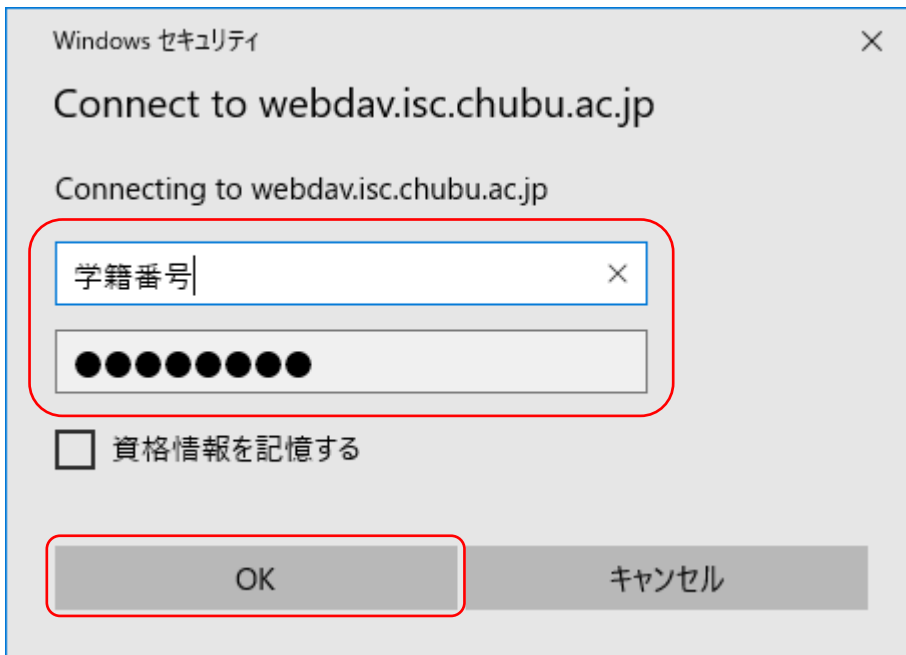 Windows セキュリティ
Connect to webdav.isc.chubu.ac.jp
Connecting to webdav.isc.chubu.ac.jp
学籍番号
●●●●●●●●
資格情報を記憶する
OK キャンセル